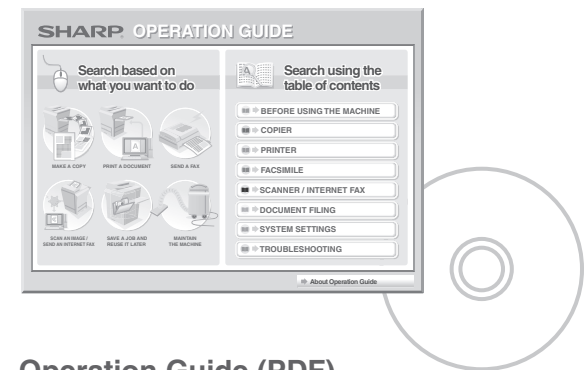 SHARP OPERATION GUIDE
Search based on
what you want to do
MAKE A COPY
PRINT A DOCUMENT
SEND A FAX
SCAN AN IMAGE /
SEND AN INTERNET FAX
SAVE A JOB AND
REUSE IT LATER
MAINTAIN
THE MACHINE
Search using the
table of contents
BEFORE USING THE MACHINE
COPIER
PRINTER
FACSIMILE
SCANNER / INTERNET FAX
DOCUMENT FILING
SYSTEM SETTINGS
TROUBLESHOOTING
About Operation Guide
Operation Guide (PDF)